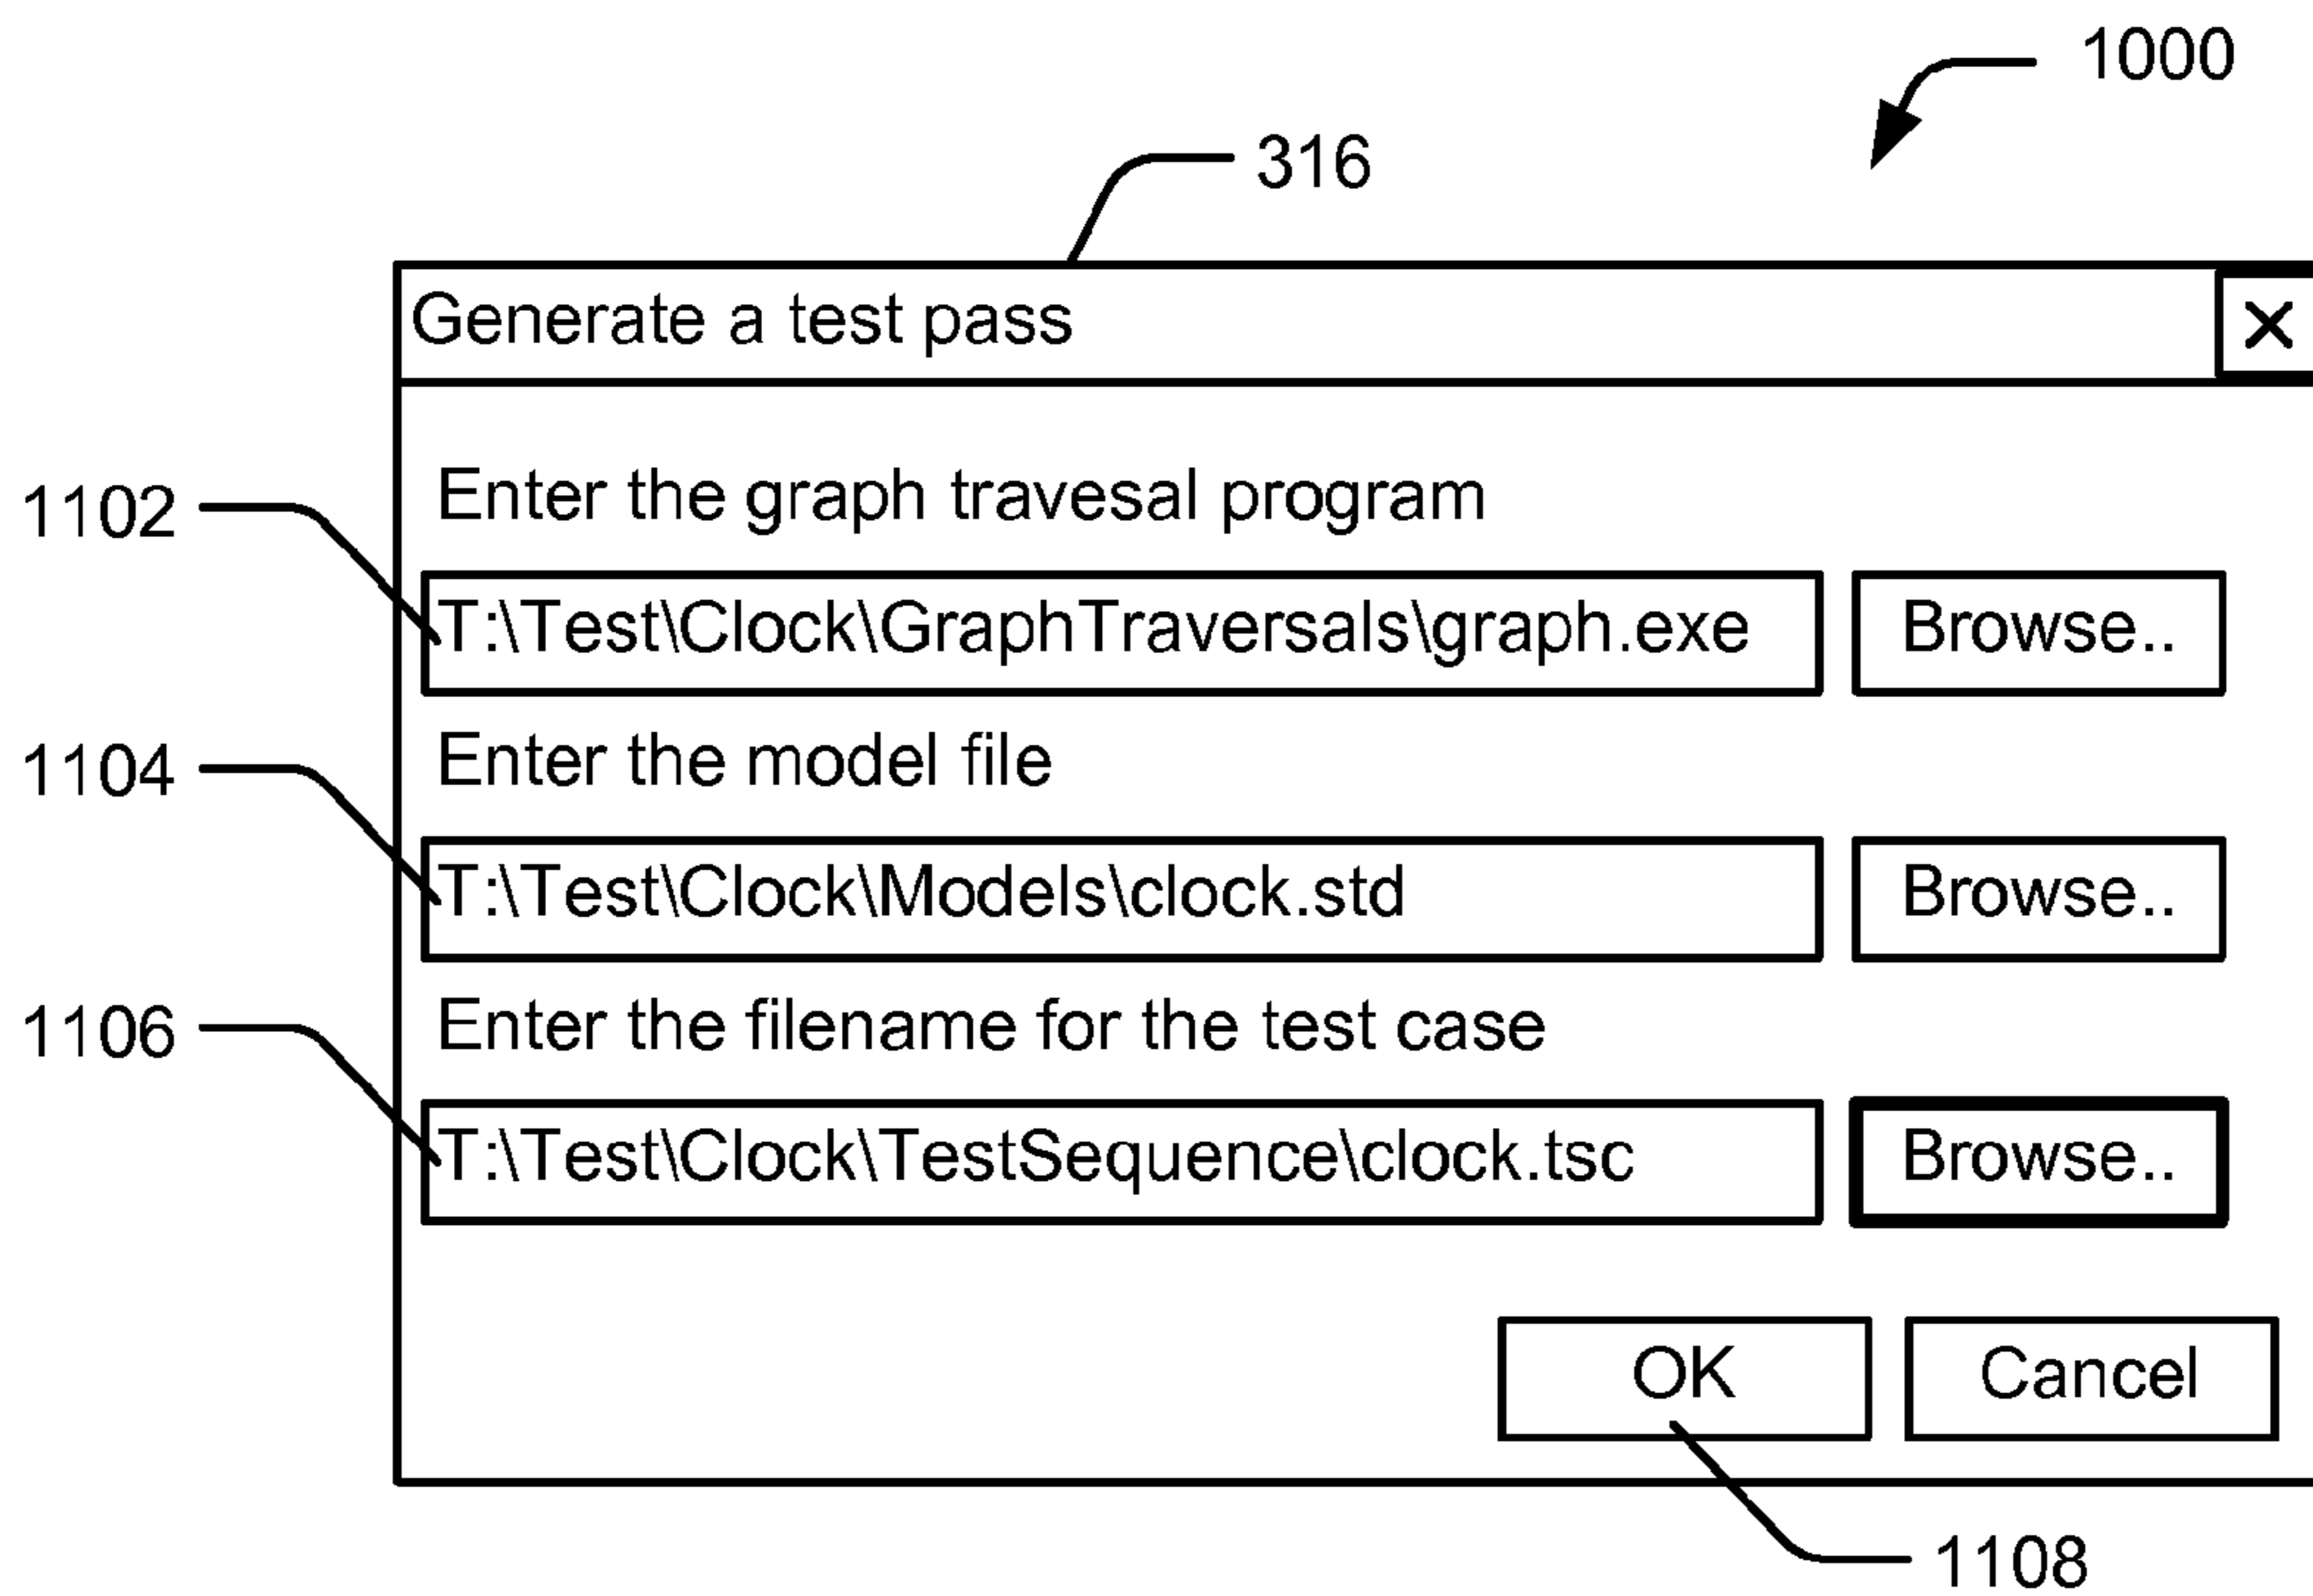 1000
316
Generate a test pass
X
1102
Enter the graph travesal program
T:\Test\Clock\GraphTraversals\graph.exe Browse..
1104
Enter the model file
T:\Test\Clock\Models\clock.std Browse..
1106
Enter the filename for the test case
T:\Test\Clock\TestSequence\clock.tsc Browse..
OK Cancel
1108